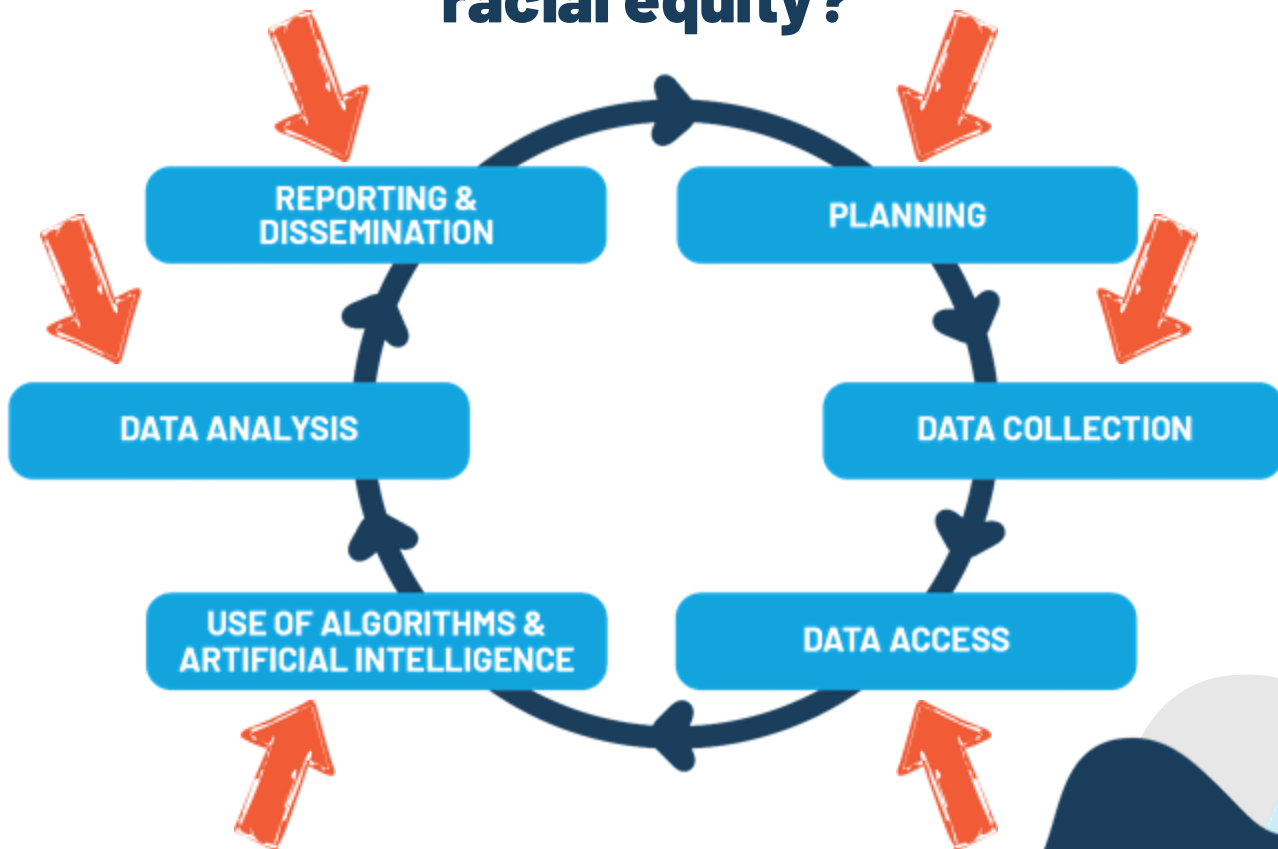 racial equity?
REPORTING &
DISSEMINATION
PLANNING
DATA ANALYSIS
DATA COLLECTION
USE OF ALGORITHMS &
ARTIFICIAL INTELLIGENCE
DATA ACCESS